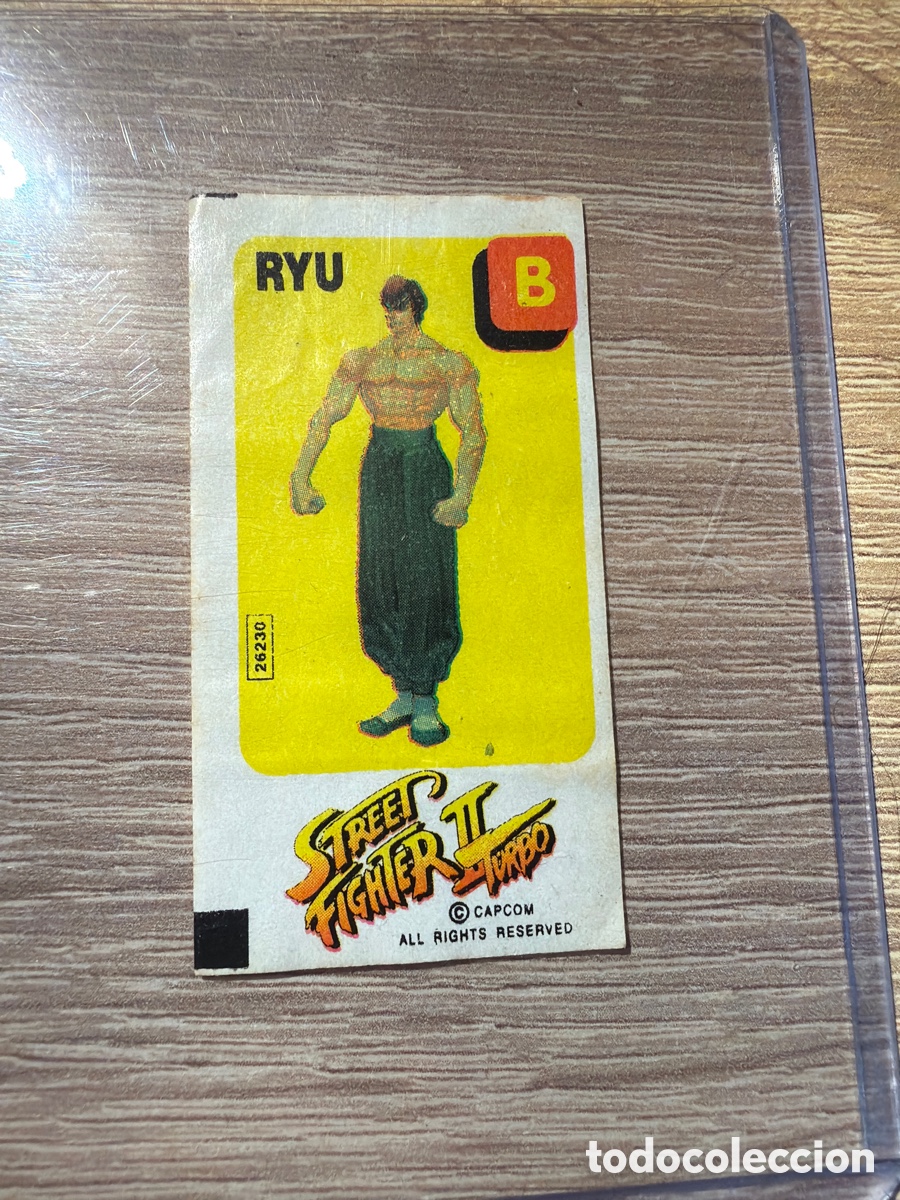 RYU
B
26230
STREET
FIGHTER II
TURBO
© CAPCOM
ALL RIGHTS RESERVED
todocoleccion